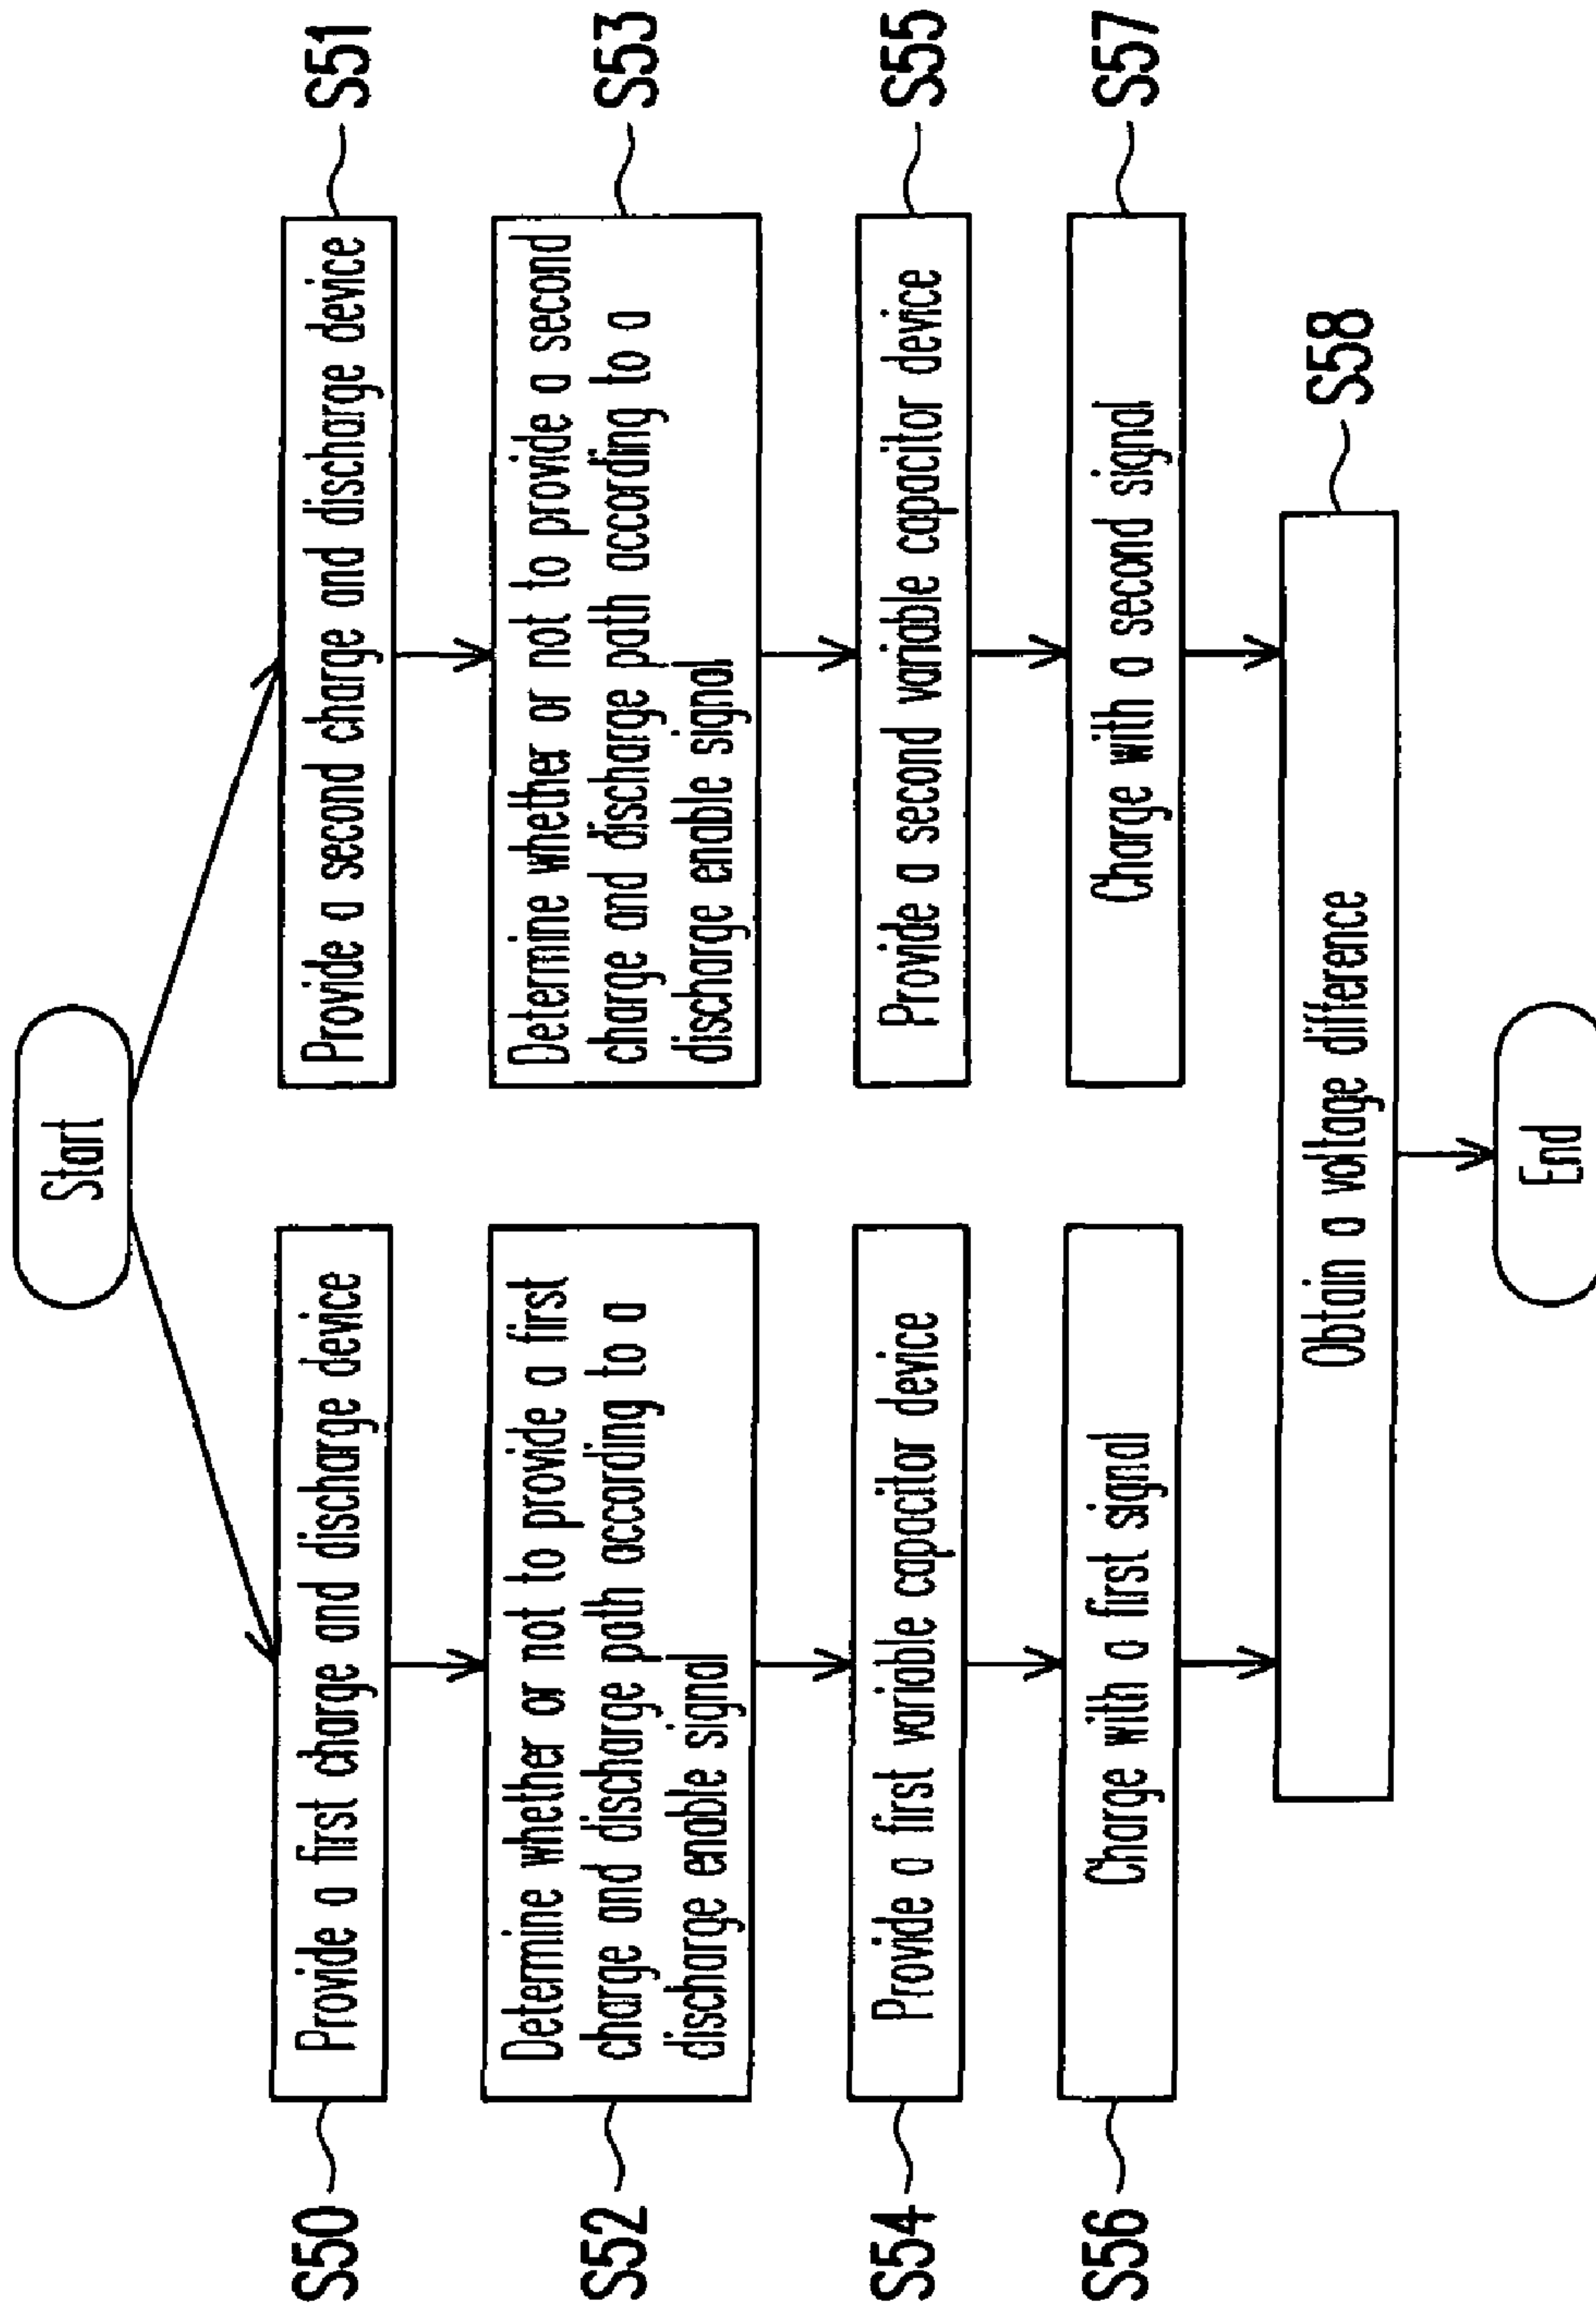 Start
S50
Provide a first charge and discharge device
Provide a second charge and discharge device
S51
S52
Determine whether or not to provide a first
charge and discharge path according to a
discharge enable signal
Determine whether or not to provide a second
charge and discharge path according to a
discharge enable signal
S53
S54
Provide a first variable capacitor device
Provide a second variable capacitor device
S55
S56
Charge with a first signal
Charge with a second signal
S57
Obtain a voltage difference
S58
End